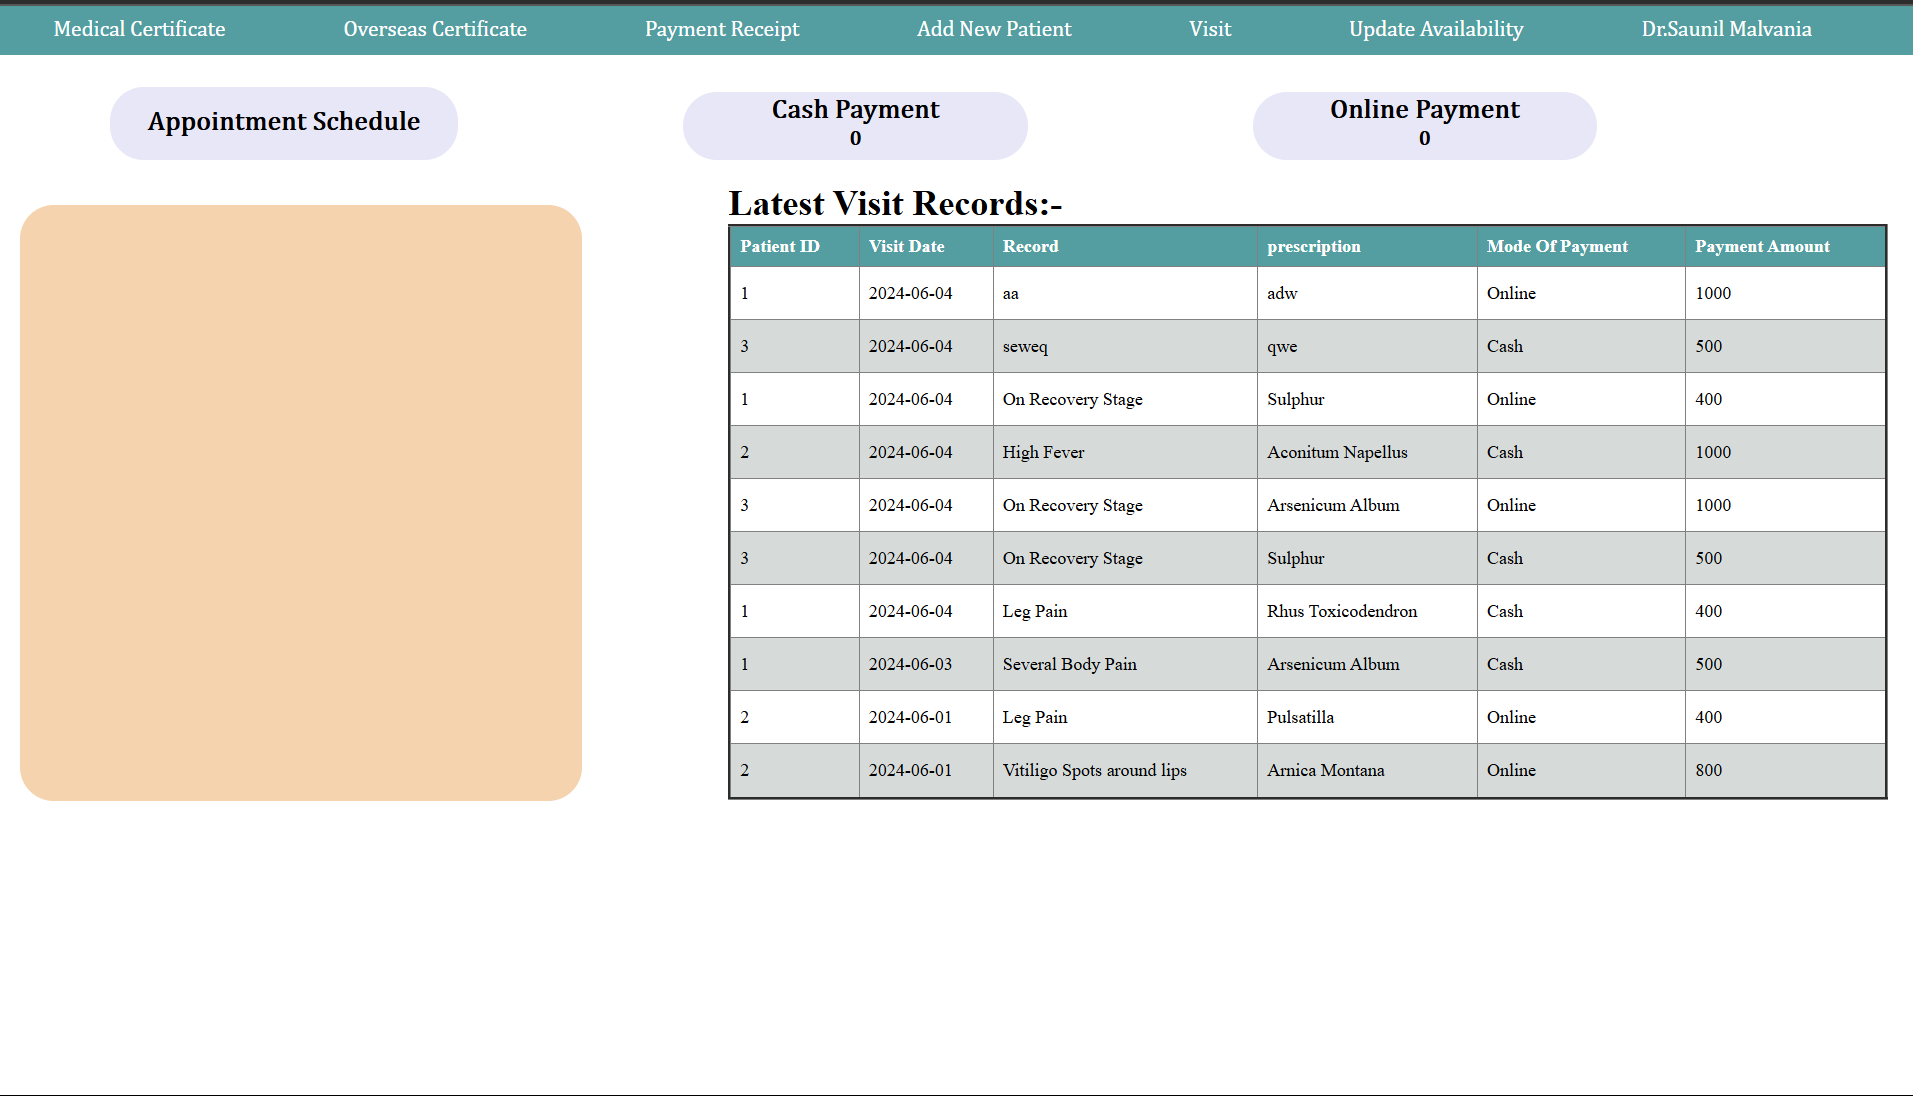 Medical Certificate Overseas Certificate Payment Receipt Add New Patient Visit Update Availability Dr.Saunil Malvania
Appointment Schedule
Cash Payment
0
Online Payment
0
Latest Visit Records:-
Patient ID Visit Date Record prescription Mode Of Payment Payment Amount
1 2024-06-04 aa adw Online 1000
3 2024-06-04 seweq qwe Cash 500
1 2024-06-04 On Recovery Stage Sulphur Online 400
2 2024-06-04 High Fever Aconitum Napellus Cash 1000
3 2024-06-04 On Recovery Stage Arsenicum Album Online 1000
3 2024-06-04 On Recovery Stage Sulphur Cash 500
1 2024-06-04 Leg Pain Rhus Toxicodendron Cash 400
1 2024-06-03 Several Body Pain Arsenicum Album Cash 500
2 2024-06-01 Leg Pain Pulsatilla Online 400
2 2024-06-01 Vitiligo Spots around lips Arnica Montana Online 800